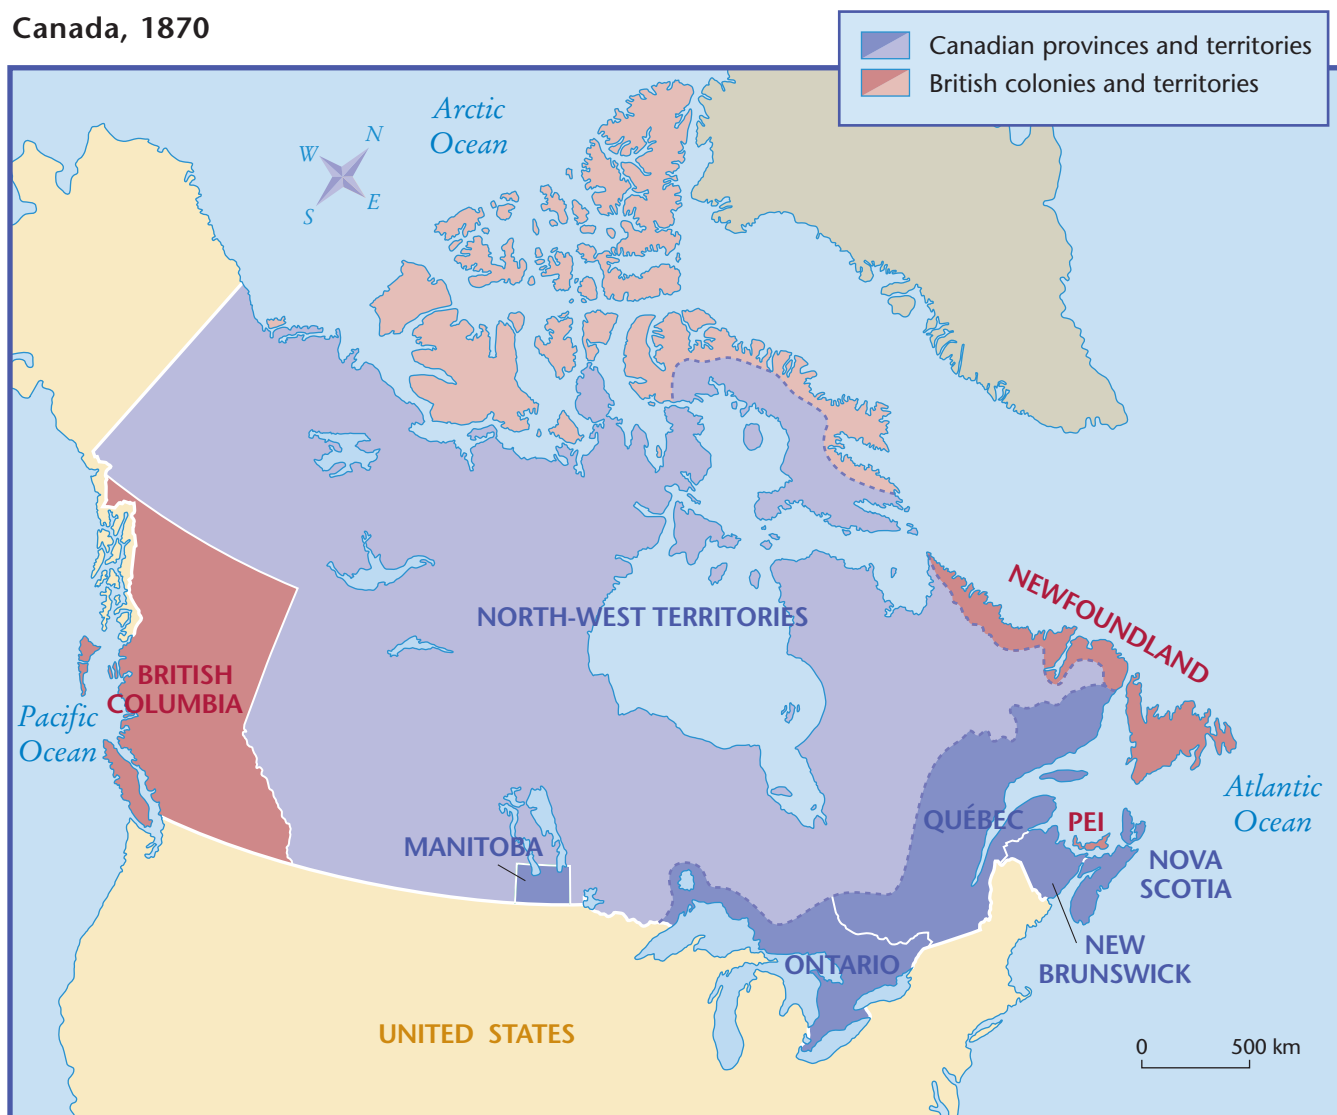 Canada, 1870
Canadian provinces and territories
British colonies and territories
Arctic
Ocean
N
W
E
S
NEWFOUNDLAND
NORTH-WEST TERRITORIES
BRITISH
COLUMBIA
Pacific
Ocean
Atlantic
Ocean
QUÉBEC
PEI
MANITOBA
NOVA
SCOTIA
NEW
BRUNSWICK
ONTARIO
UNITED STATES
0 500 km